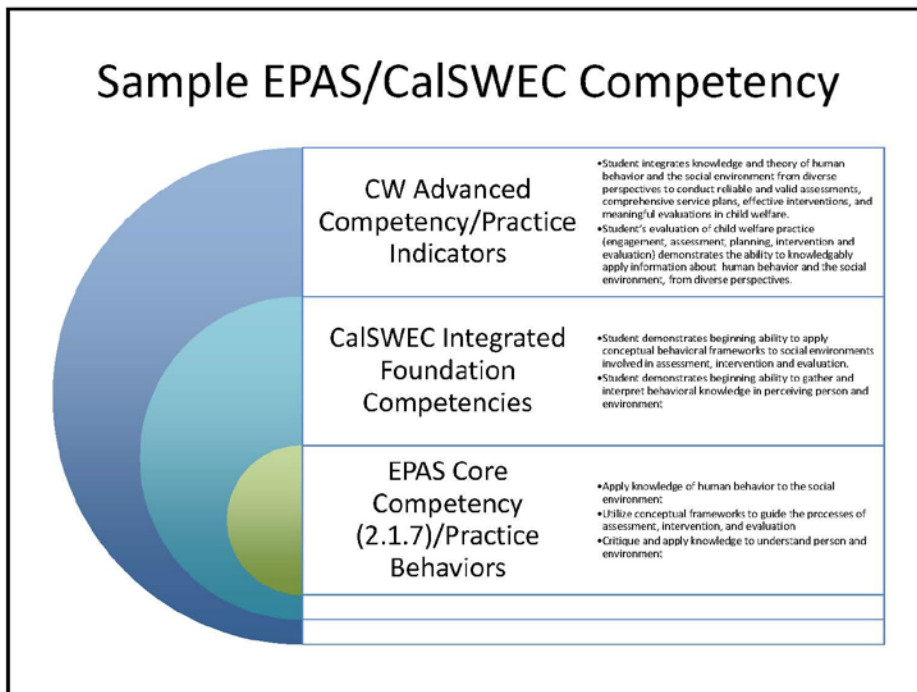 Sample EPAS/CalSWEC Competency
CW Advanced
Competency/Practice
Indicators
•Student integrates knowledge and theory of human
behavior and the social environment from diverse
perspectives to conduct reliable and valid assessments,
comprehensive service plans, effective interventions, and
meaningful evaluations in child welfare.
•Student's evaluation of child welfare practice
(engagement, assessment, planning, intervention and
evaluation) demonstrates the ability to knowledgably
apply information about human behavior and the social
environment, from diverse perspectives.
CalSWEC Integrated
Foundation
Competencies
•Student demonstrates beginning ability to apply
conceptual behavioral frameworks to social environments
involved in assessment, intervention and evaluation.
•Student demonstrates beginning ability to gather and
interpret behavioral knowledge in perceiving person and
environment
EPAS Core
Competency
(2.1.7)/Practice
Behaviors
•Apply knowledge of human behavior to the social
environment
•Utilize conceptual frameworks to guide the processes of
assessment, intervention, and evaluation
•Critique and apply knowledge to understand person and
environment